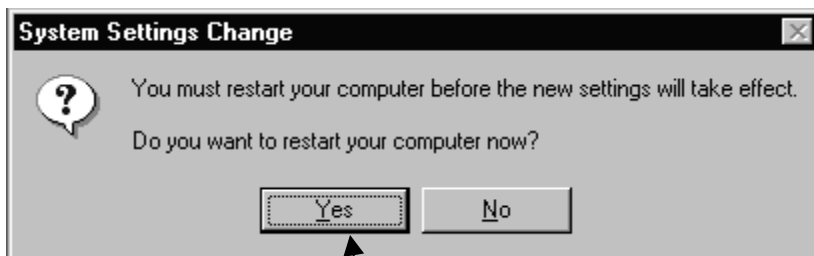 System Settings Change
You must restart your computer before the new settings will take effect.
Do you want to restart your computer now?
Yes No